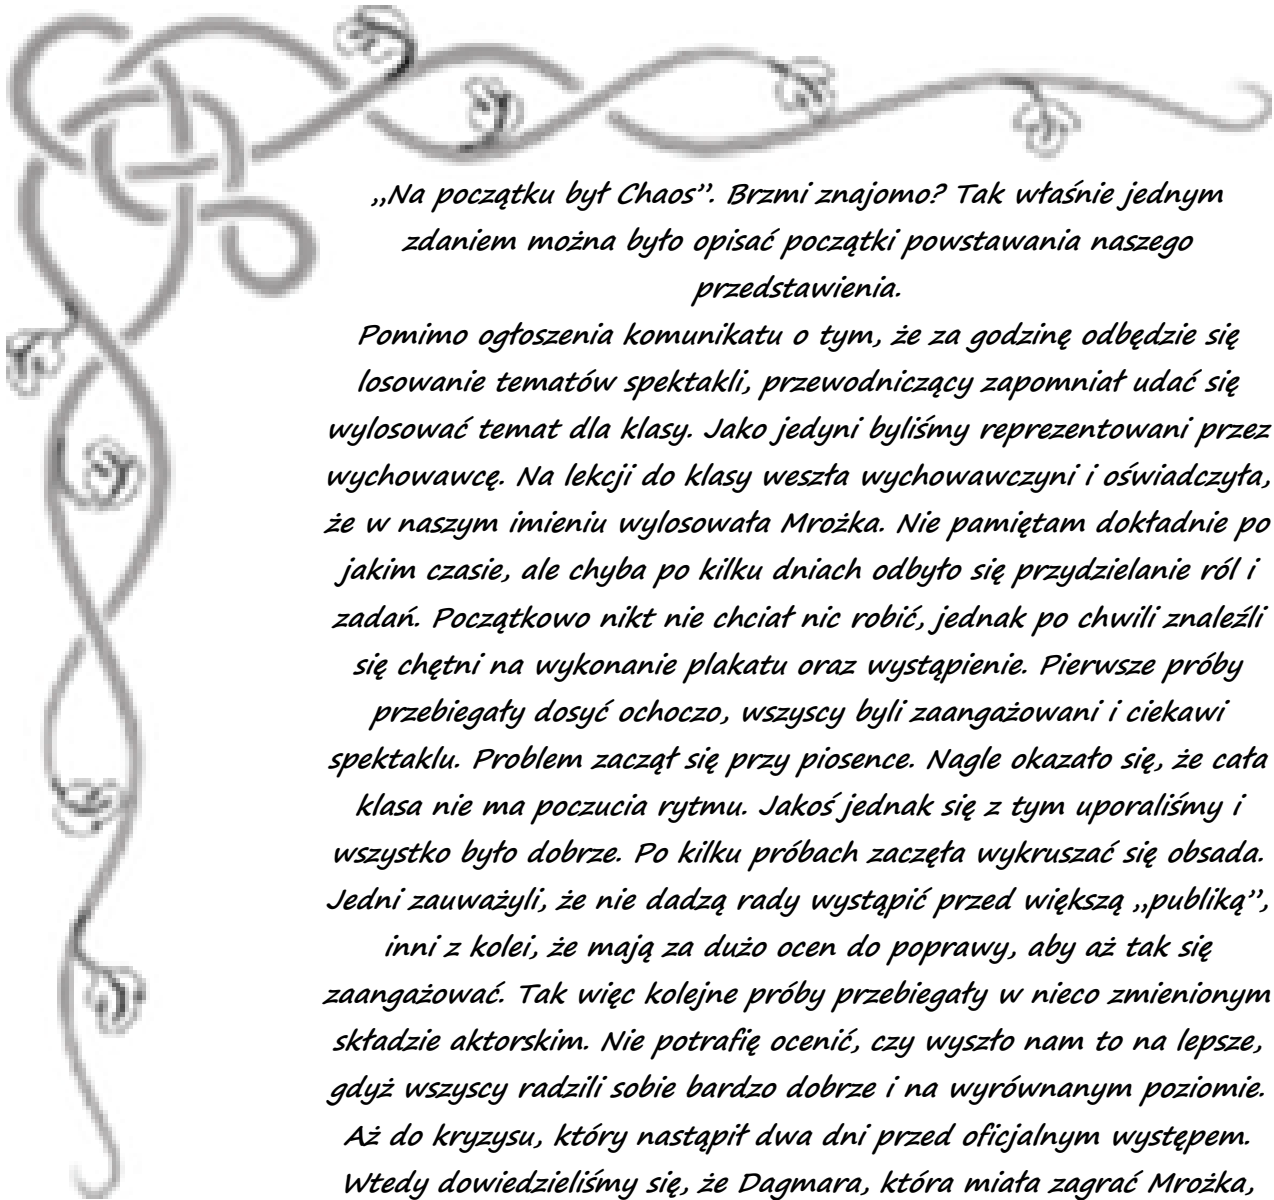 „Na początku był Chaos”. Brzmi znajomo? Tak właśnie jednym
zdaniem można było opisać początki powstawania naszego
przedstawienia.
Pomimo ogłoszenia komunikatu o tym, że za godzinę odbędzie się
losowanie tematów spektakli, przewodniczący zapomniał udać się
wylosować temat dla klasy. Jako jedyni byliśmy reprezentowani przez
wychowawcę. Na lekcji do klasy weszła wychowawczyni i oświadczyła,
że w naszym imieniu wylosowała Mrożka. Nie pamiętam dokładnie po
jakim czasie, ale chyba po kilku dniach odbyło się przydzielanie ról i
zadań. Początkowo nikt nie chciał nic robić, jednak po chwili znaleźli
się chętni na wykonanie plakatu oraz wystąpienie. Pierwsze próby
przebiegały dosyć ochoczo, wszyscy byli zaangażowani i ciekawi
spektaklu. Problem zaczął się przy piosence. Nagle okazało się, że cała
klasa nie ma poczucia rytmu. Jakoś jednak się z tym uporaliśmy i
wszystko było dobrze. Po kilku próbach zaczęła wykruszać się obsada.
Jedni zauważyli, że nie dadzą rady wystąpić przed większą „publiką”,
inni z kolei, że mają za dużo ocen do poprawy, aby aż tak się
zaangażować. Tak więc kolejne próby przebiegały w nieco zmienionym
składzie aktorskim. Nie potrafię ocenić, czy wyszło nam to na lepsze,
gdyż wszyscy radzili sobie bardzo dobrze i na wyrównanym poziomie.
Aż do kryzysu, który nastąpił dwa dni przed oficjalnym występem.
Wtedy dowiedzieliśmy się, że Dagmara, która miała zagrać Mrożka,